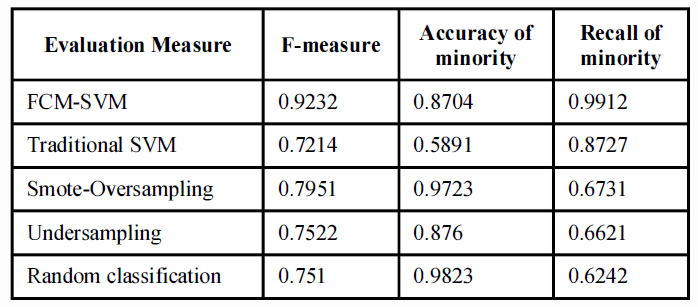 Evaluation Measure F-measure Accuracy of minority Recall of minority
FCM-SVM 0.9232 0.8704 0.9912
Traditional SVM 0.7214 0.5891 0.8727
Smote-Oversampling 0.7951 0.9723 0.6731
Undersampling 0.7522 0.876 0.6621
Random classification 0.751 0.9823 0.6242